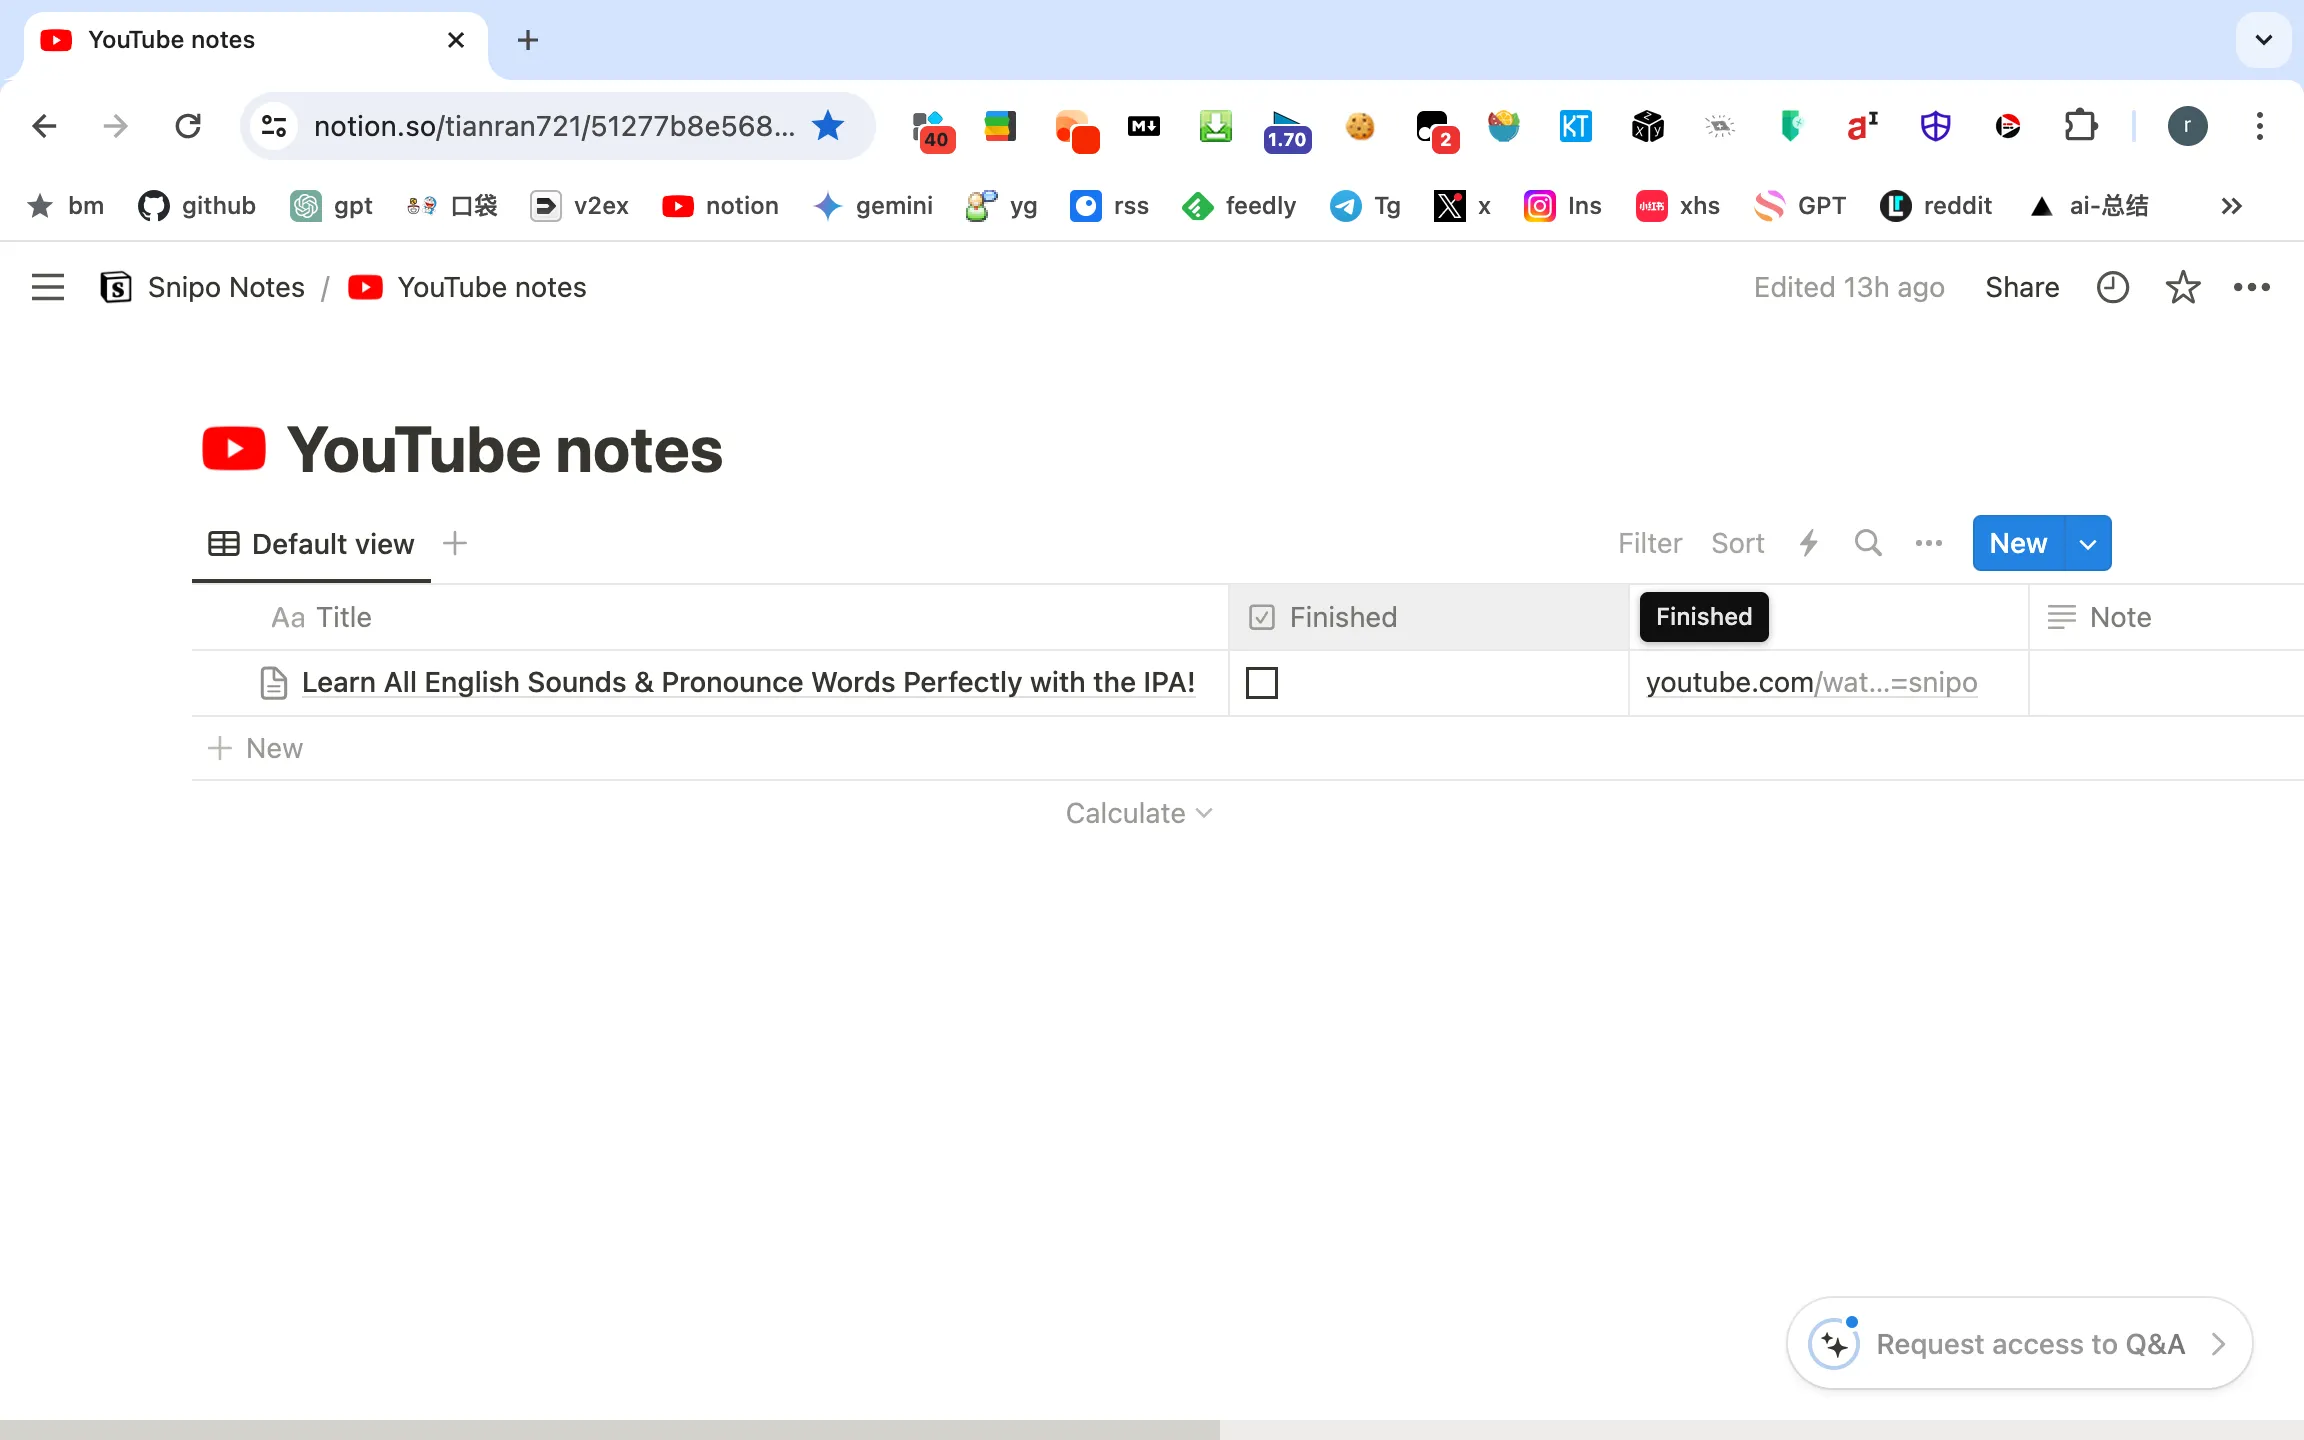 YouTube notes
notion.so/tianran721/51277b8e568...
40
1.70
2
KT
r
bm github gpt 口袋 v2ex notion gemini yg rss feedly Tg x Ins xhs GPT reddit ai-总结
Snipo Notes / YouTube notes
Edited 13h ago Share
YouTube notes
Default view
Filter Sort New
Aa Title Finished Finished Note
Learn All English Sounds & Pronounce Words Perfectly with the IPA! youtube.com/wat...=snipo
New
Calculate
Request access to Q&A